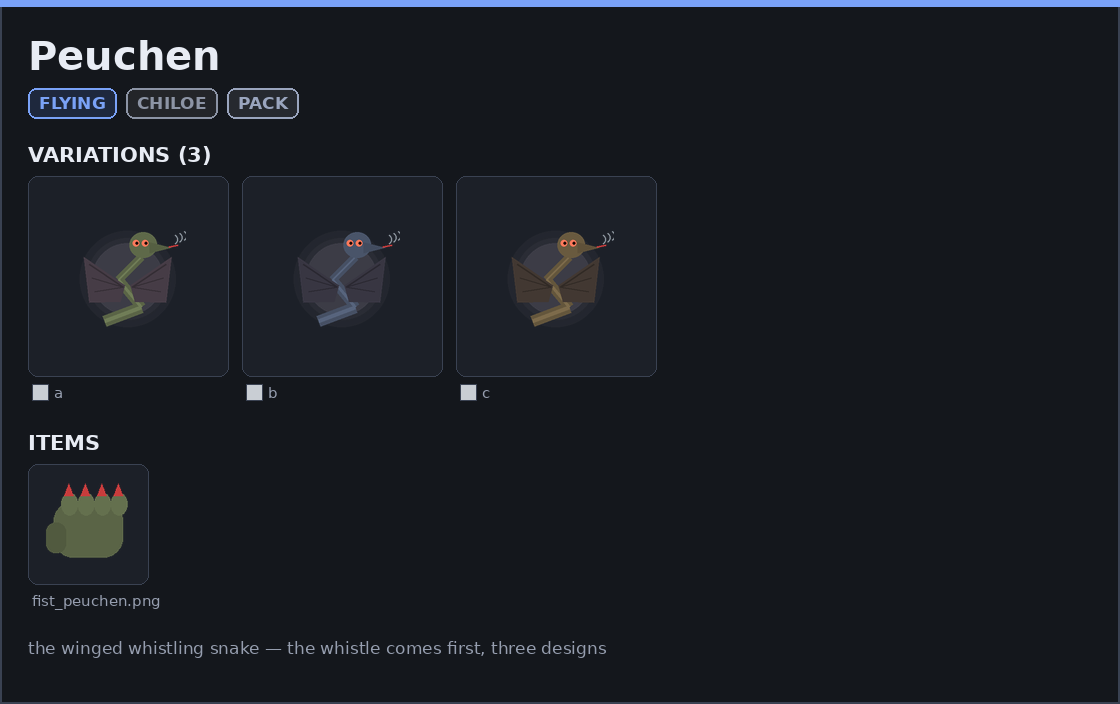 Peuchen
FLYING CHILOE PACK
VARIATIONS (3)
a b c
ITEMS
fist_peuchen.png
the winged whistling snake — the whistle comes first, three designs